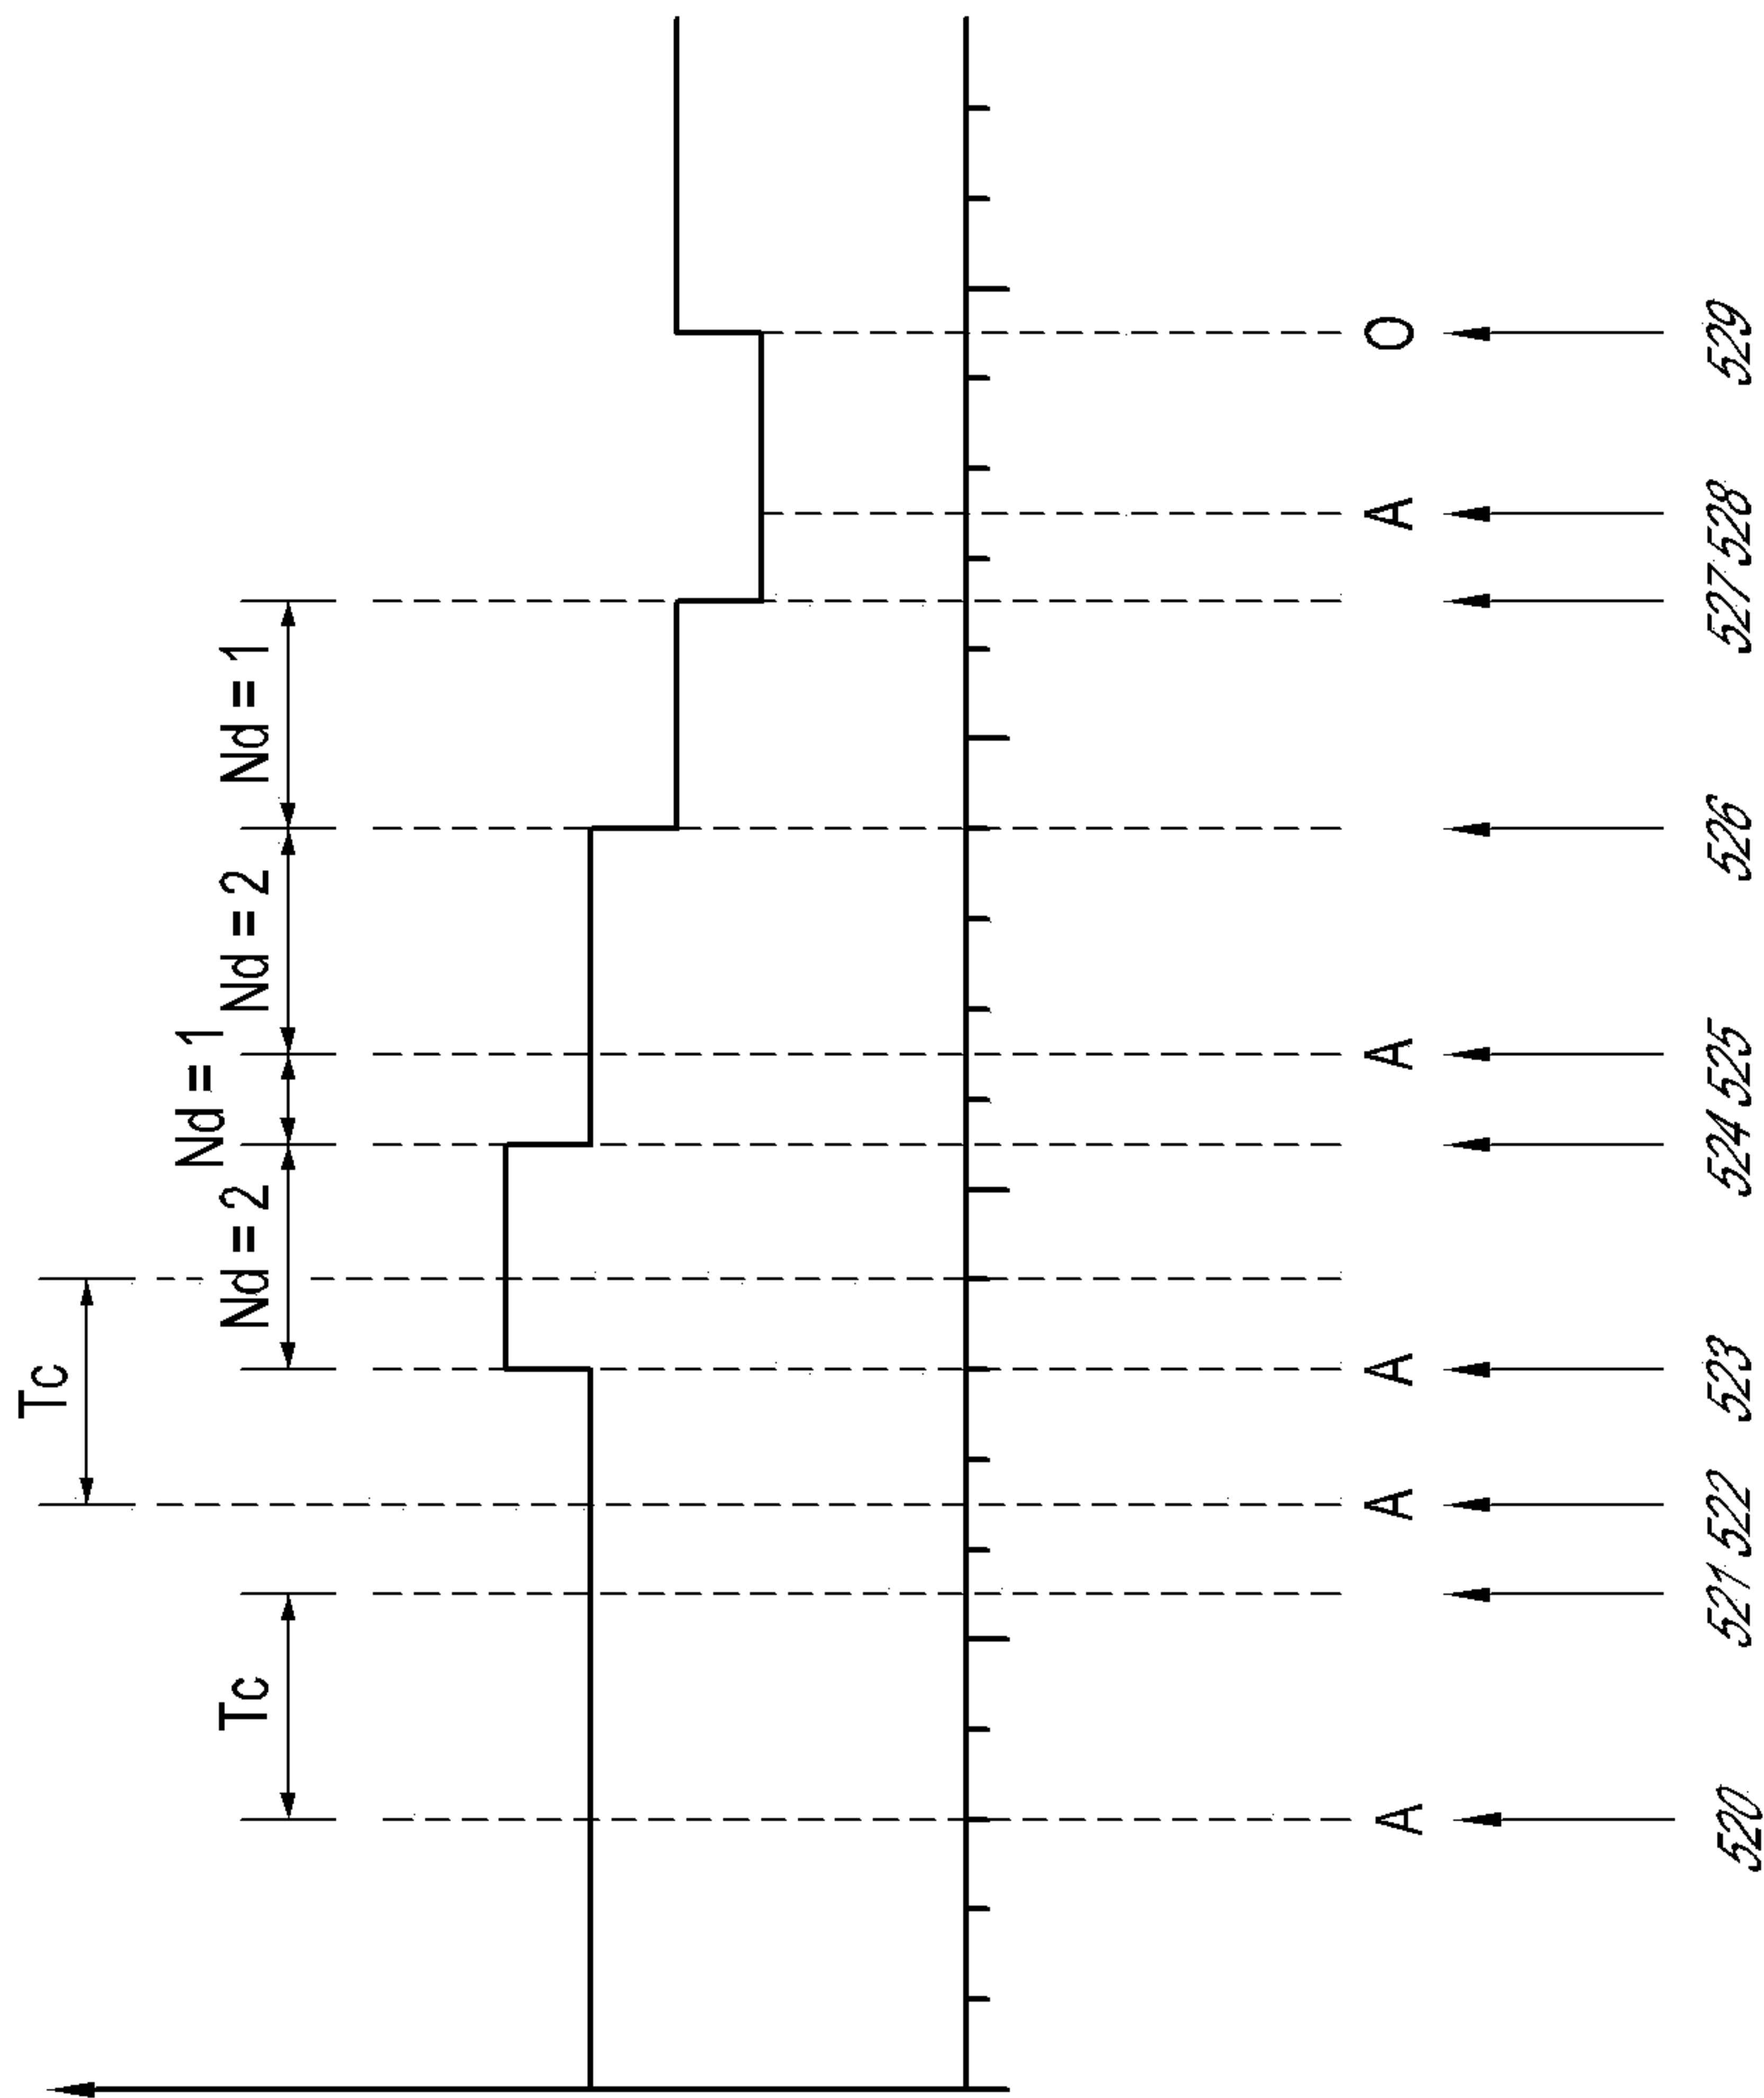 Tc
Nd = 1
Tc Nd = 2 Nd = 2 Nd = 1
A A A A A O
520 521 522 523 524 525 526 527 528 529